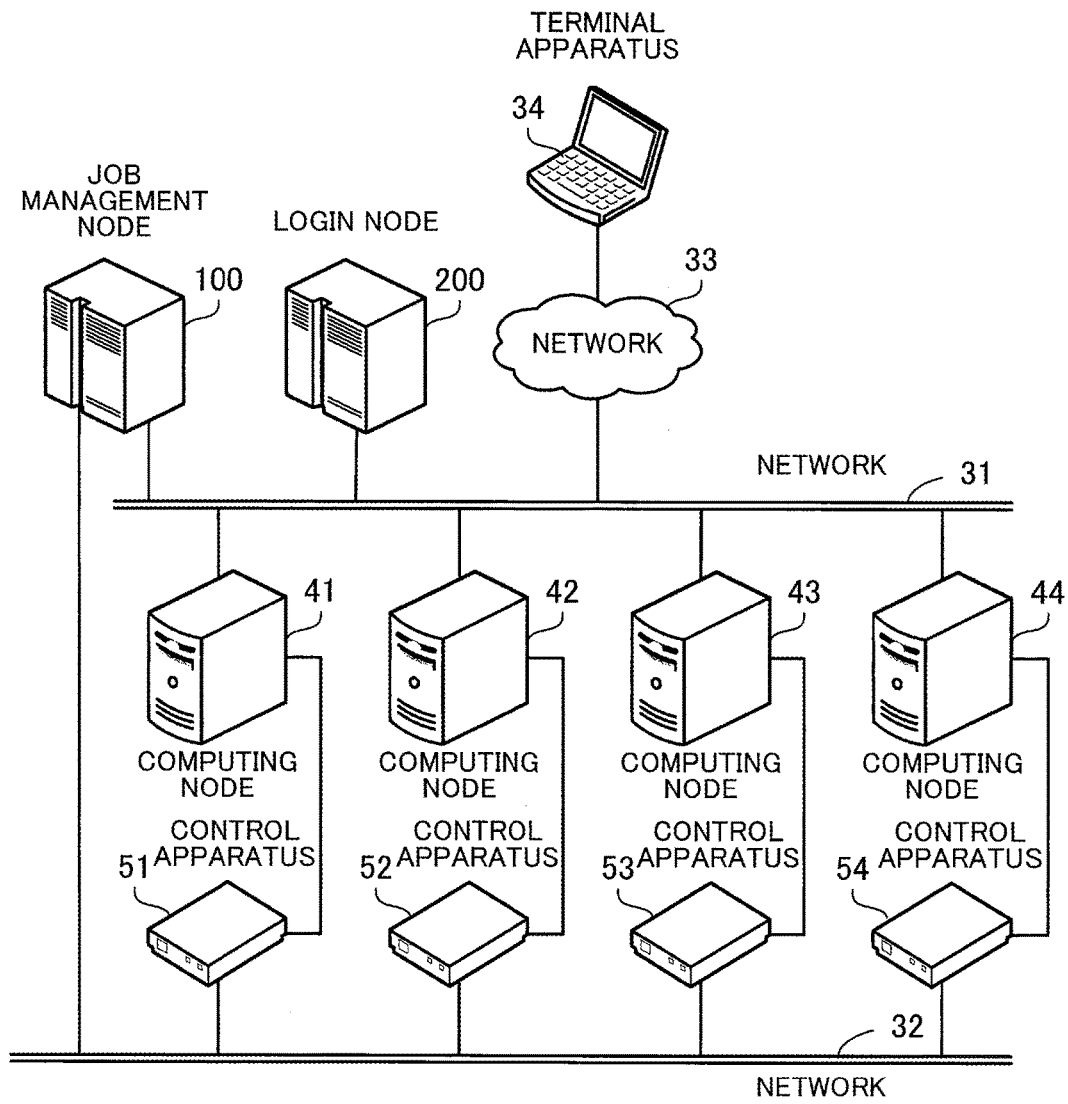 TERMINAL
APPARATUS
34
JOB
MANAGEMENT
NODE
LOGIN NODE
100
200
33
NETWORK
NETWORK
31
41
42
43
44
COMPUTING
NODE
COMPUTING
NODE
COMPUTING
NODE
COMPUTING
NODE
CONTROL
APPARATUS
51
CONTROL
APPARATUS
52
CONTROL
APPARATUS
53
CONTROL
APPARATUS
54
32
NETWORK